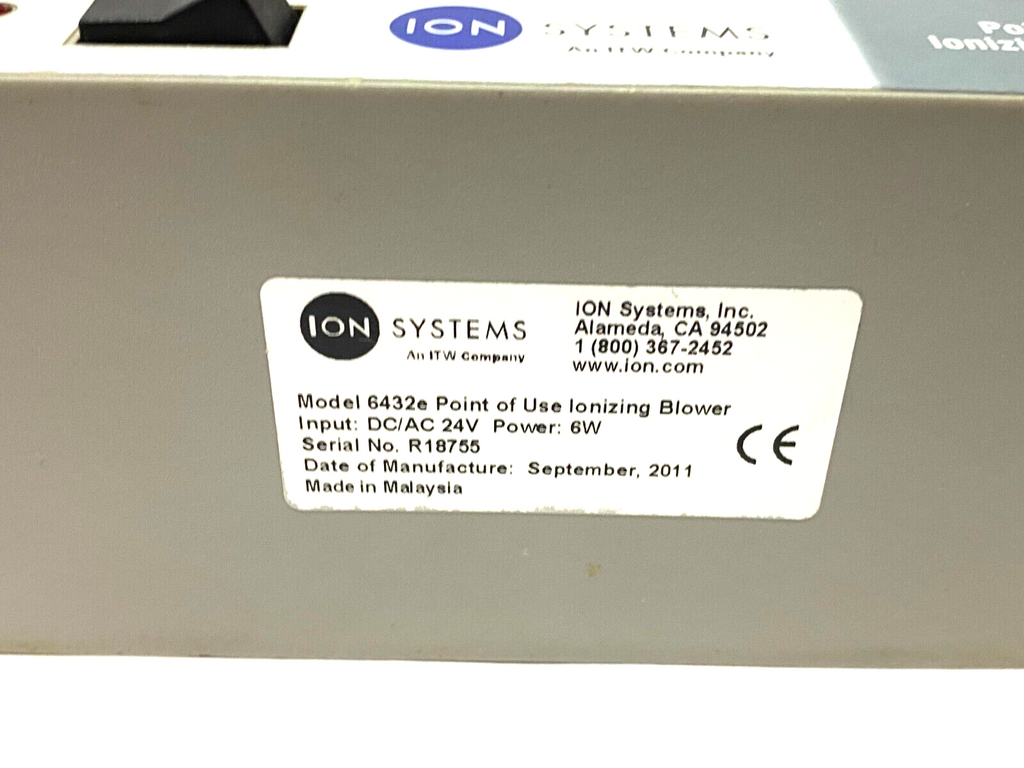 ION SYSTEMS
An ITW Company
ION SYSTEMS
An ITW Company
ION Systems, Inc.
Alameda, CA 94502
1 (800) 367-2452
www.ion.com
Model 6432e Point of Use Ionizing Blower
Input: DC/AC 24V Power: 6W
Serial No. R18755
Date of Manufacture: September, 2011
Made in Malaysia
CE